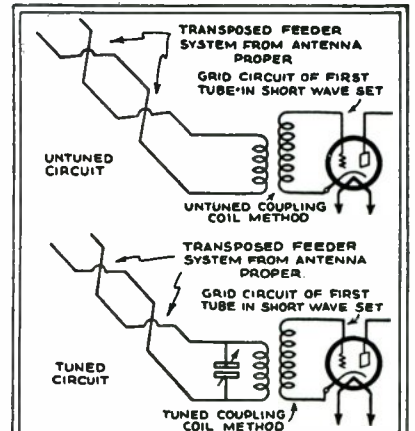 TRANSPOSED FEEDER
SYSTEM FROM ANTENNA
PROPER
GRID CIRCUIT OF FIRST
TUBE IN SHORT WAVE SET
UNTUNED
CIRCUIT
UNTUNED COUPLING
COIL METHOD
TRANSPOSED FEEDER
SYSTEM FROM ANTENNA
PROPER.
GRID CIRCUIT OF FIRST
TUBE IN SHORT WAVE SET
TUNED
CIRCUIT
TUNED COUPLING
COIL METHOD